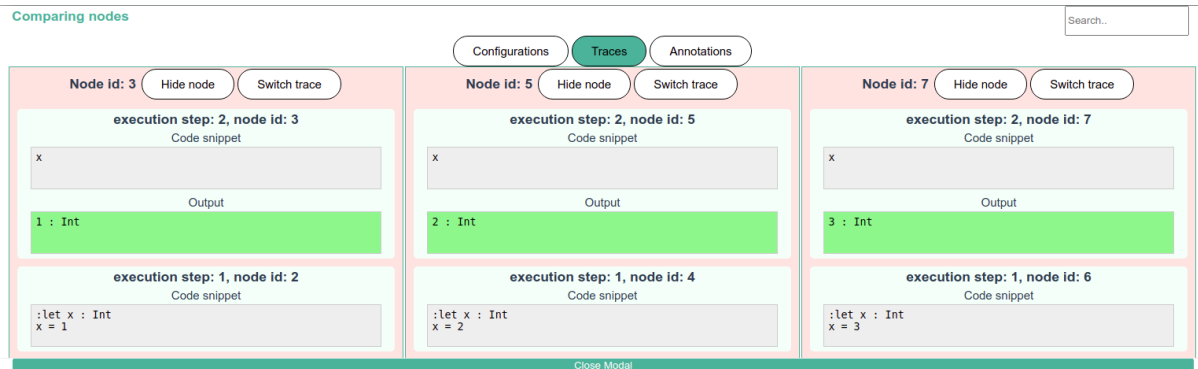 Comparing nodes
Search..
Configurations
Traces
Annotations
Node id: 3
Hide node
Switch trace
execution step: 2, node id: 3
Code snippet
x
Output
1 : Int
execution step: 1, node id: 2
Code snippet
:let x : Int
x = 1
Node id: 5
Hide node
Switch trace
execution step: 2, node id: 5
Code snippet
x
Output
2 : Int
execution step: 1, node id: 4
Code snippet
:let x : Int
x = 2
Node id: 7
Hide node
Switch trace
execution step: 2, node id: 7
Code snippet
x
Output
3 : Int
execution step: 1, node id: 6
Code snippet
:let x : Int
x = 3
Close Modal